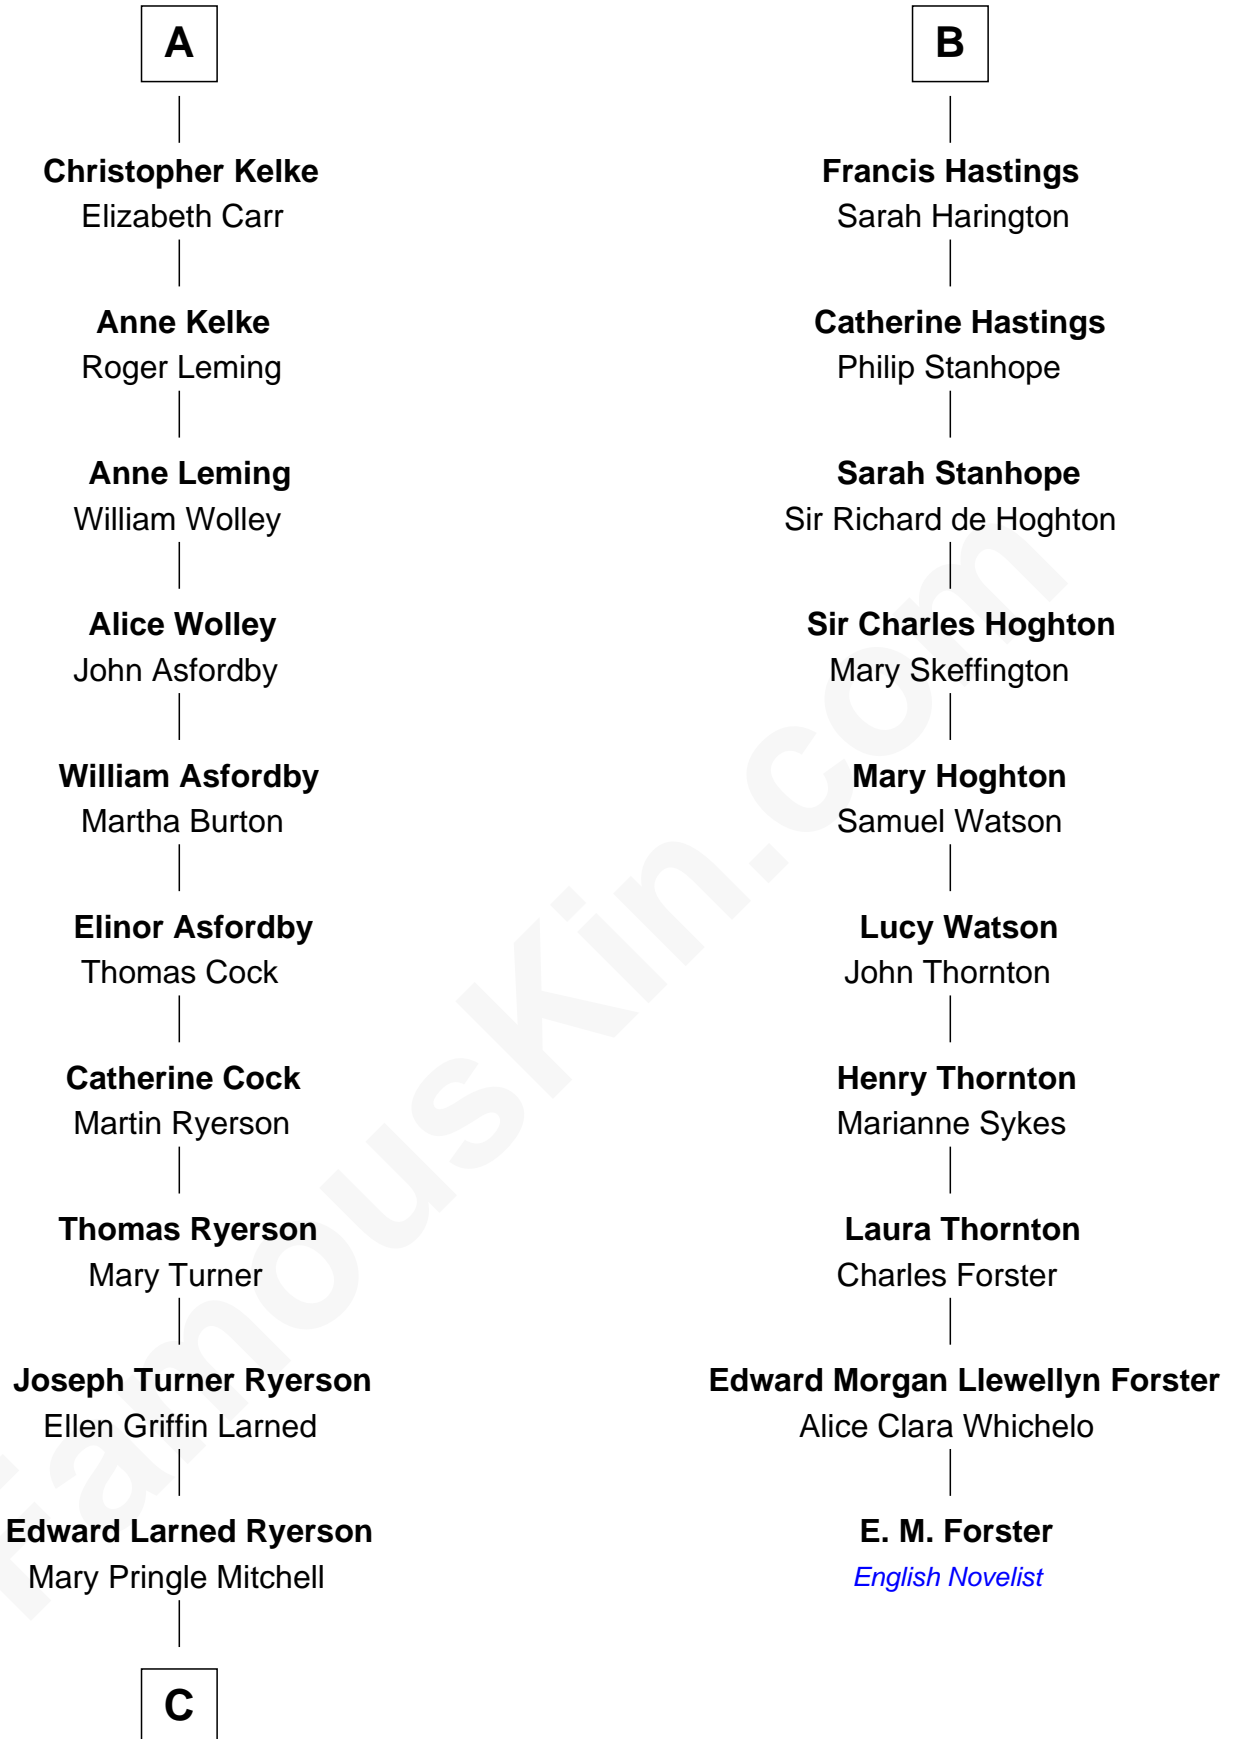 A
Christopher Kelke
Elizabeth Carr
Anne Kelke
Roger Leming
Anne Leming
William Wolley
Alice Wolley
John Asfordby
William Asfordby
Martha Burton
Elinor Asfordby
Thomas Cock
Catherine Cock
Martin Ryerson
Thomas Ryerson
Mary Turner
Joseph Turner Ryerson
Ellen Griffin Larned
Edward Larned Ryerson
Mary Pringle Mitchell
C
B
Francis Hastings
Sarah Harington
Catherine Hastings
Philip Stanhope
Sarah Stanhope
Sir Richard de Hoghton
Sir Charles Hoghton
Mary Skeffington
Mary Hoghton
Samuel Watson
Lucy Watson
John Thornton
Henry Thornton
Marianne Sykes
Laura Thornton
Charles Forster
Edward Morgan Llewellyn Forster
Alice Clara Whichelo
E. M. Forster
English Novelist
famouskin.com